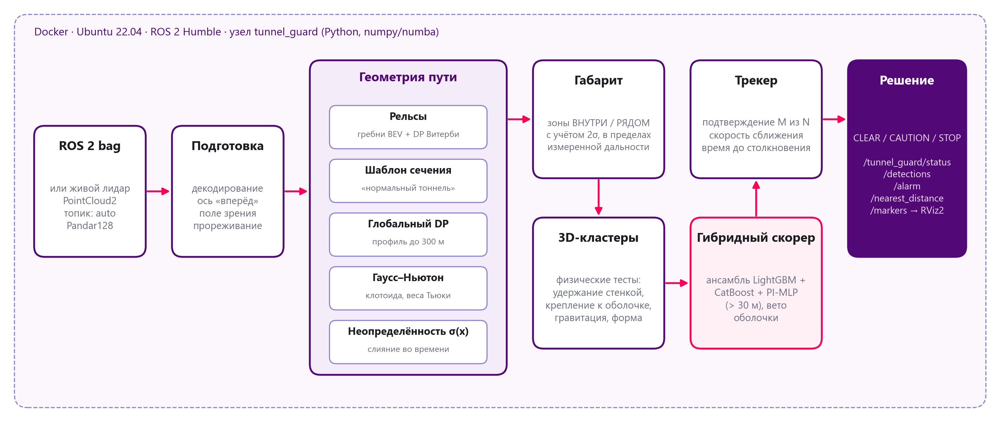 Docker · Ubuntu 22.04 · ROS 2 Humble · узел tunnel_guard (Python, numpy/numba)
ROS 2 bag
или живой лидар
PointCloud2
топик: auto
Pandar128
Подготовка
декодирование
ось «вперёд»
поле зрения
прореживание
Геометрия пути
Рельсы
гребни BEV + DP Витерби
Шаблон сечения
«нормальный тоннель»
Глобальный DP
профиль до 300 м
Гаусс–Ньютон
клотоида, веса Тьюки
Неопределённость σ(x)
слияние во времени
Габарит
зоны ВНУТРИ / РЯДОМ
с учётом 2σ, в пределах
измеренной дальности
3D-кластеры
физические тесты:
удержание стенкой,
крепление к оболочке,
гравитация, форма
Гибридный скорер
ансамбль LightGBM +
CatBoost + PI-MLP
(> 30 м), вето
оболочки
Трекер
подтверждение M из N
скорость сближения
время до столкновения
Решение
CLEAR / CAUTION / STOP
/tunnel_guard/status
/detections
/alarm
/nearest_distance
/markers → RViz2